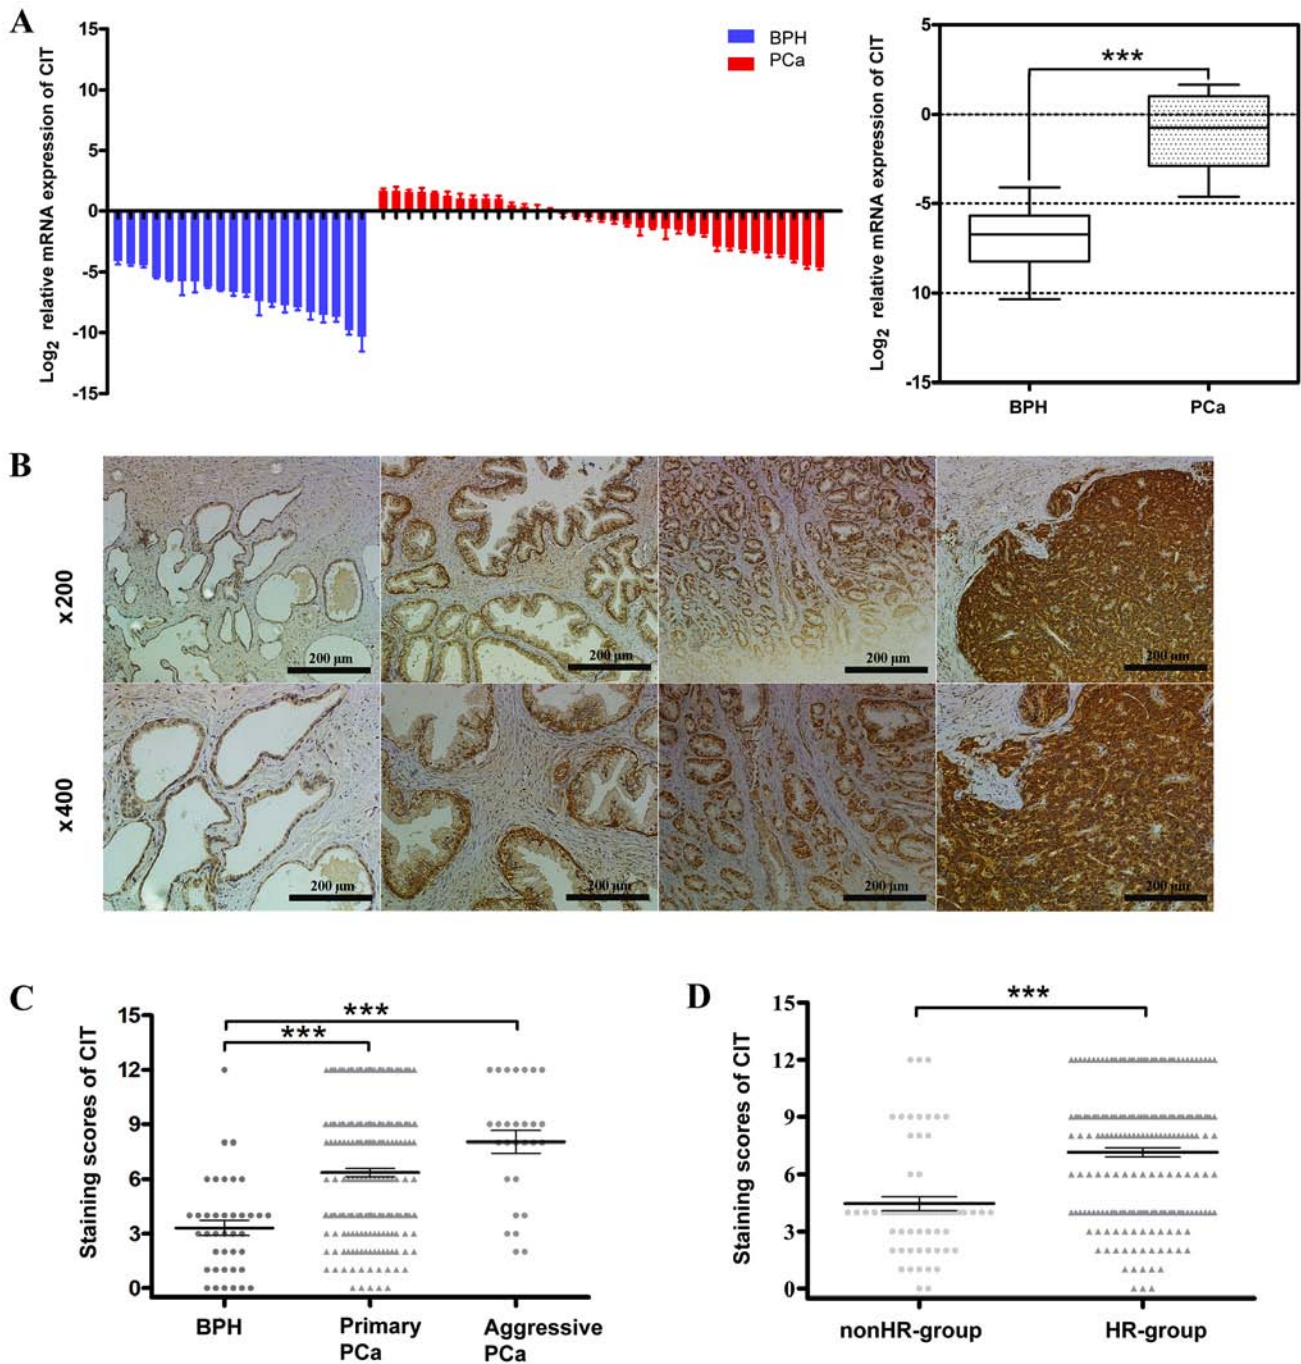 A
Log2 relative mRNA expression of CIT
15
10
5
0
-5
-10
-15
BPH
PCa
Log2 relative mRNA expression of CIT
5
0
-5
10
-15
***
BPH
PCa
B
x200
200 µm
200 µm
200 µm
200 µm
x400
200 µm
200 µm
200 µm
200 µm
C
Staining scores of CIT
15
12
9
6
3
0
***
***
BPH
Primary
PCa
Aggressive
PCa
D
Staining scores of CIT
15
12
9
6
3
0
***
nonHR-group
HR-group